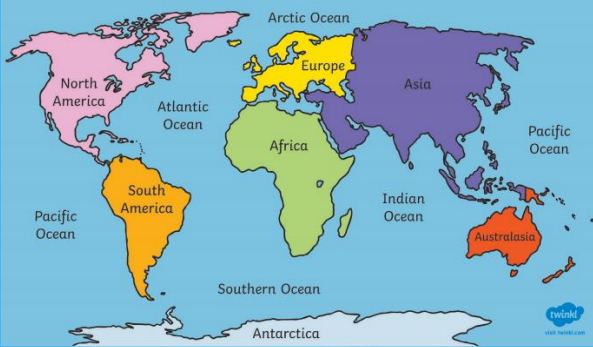 Arctic Ocean
North
America
Europe
Asia
Atlantic
Ocean
Africa
Pacific
Ocean
South
America
Indian
Ocean
Pacific
Ocean
Australasia
Southern Ocean
Antarctica
twinkl
visit twinkl.com